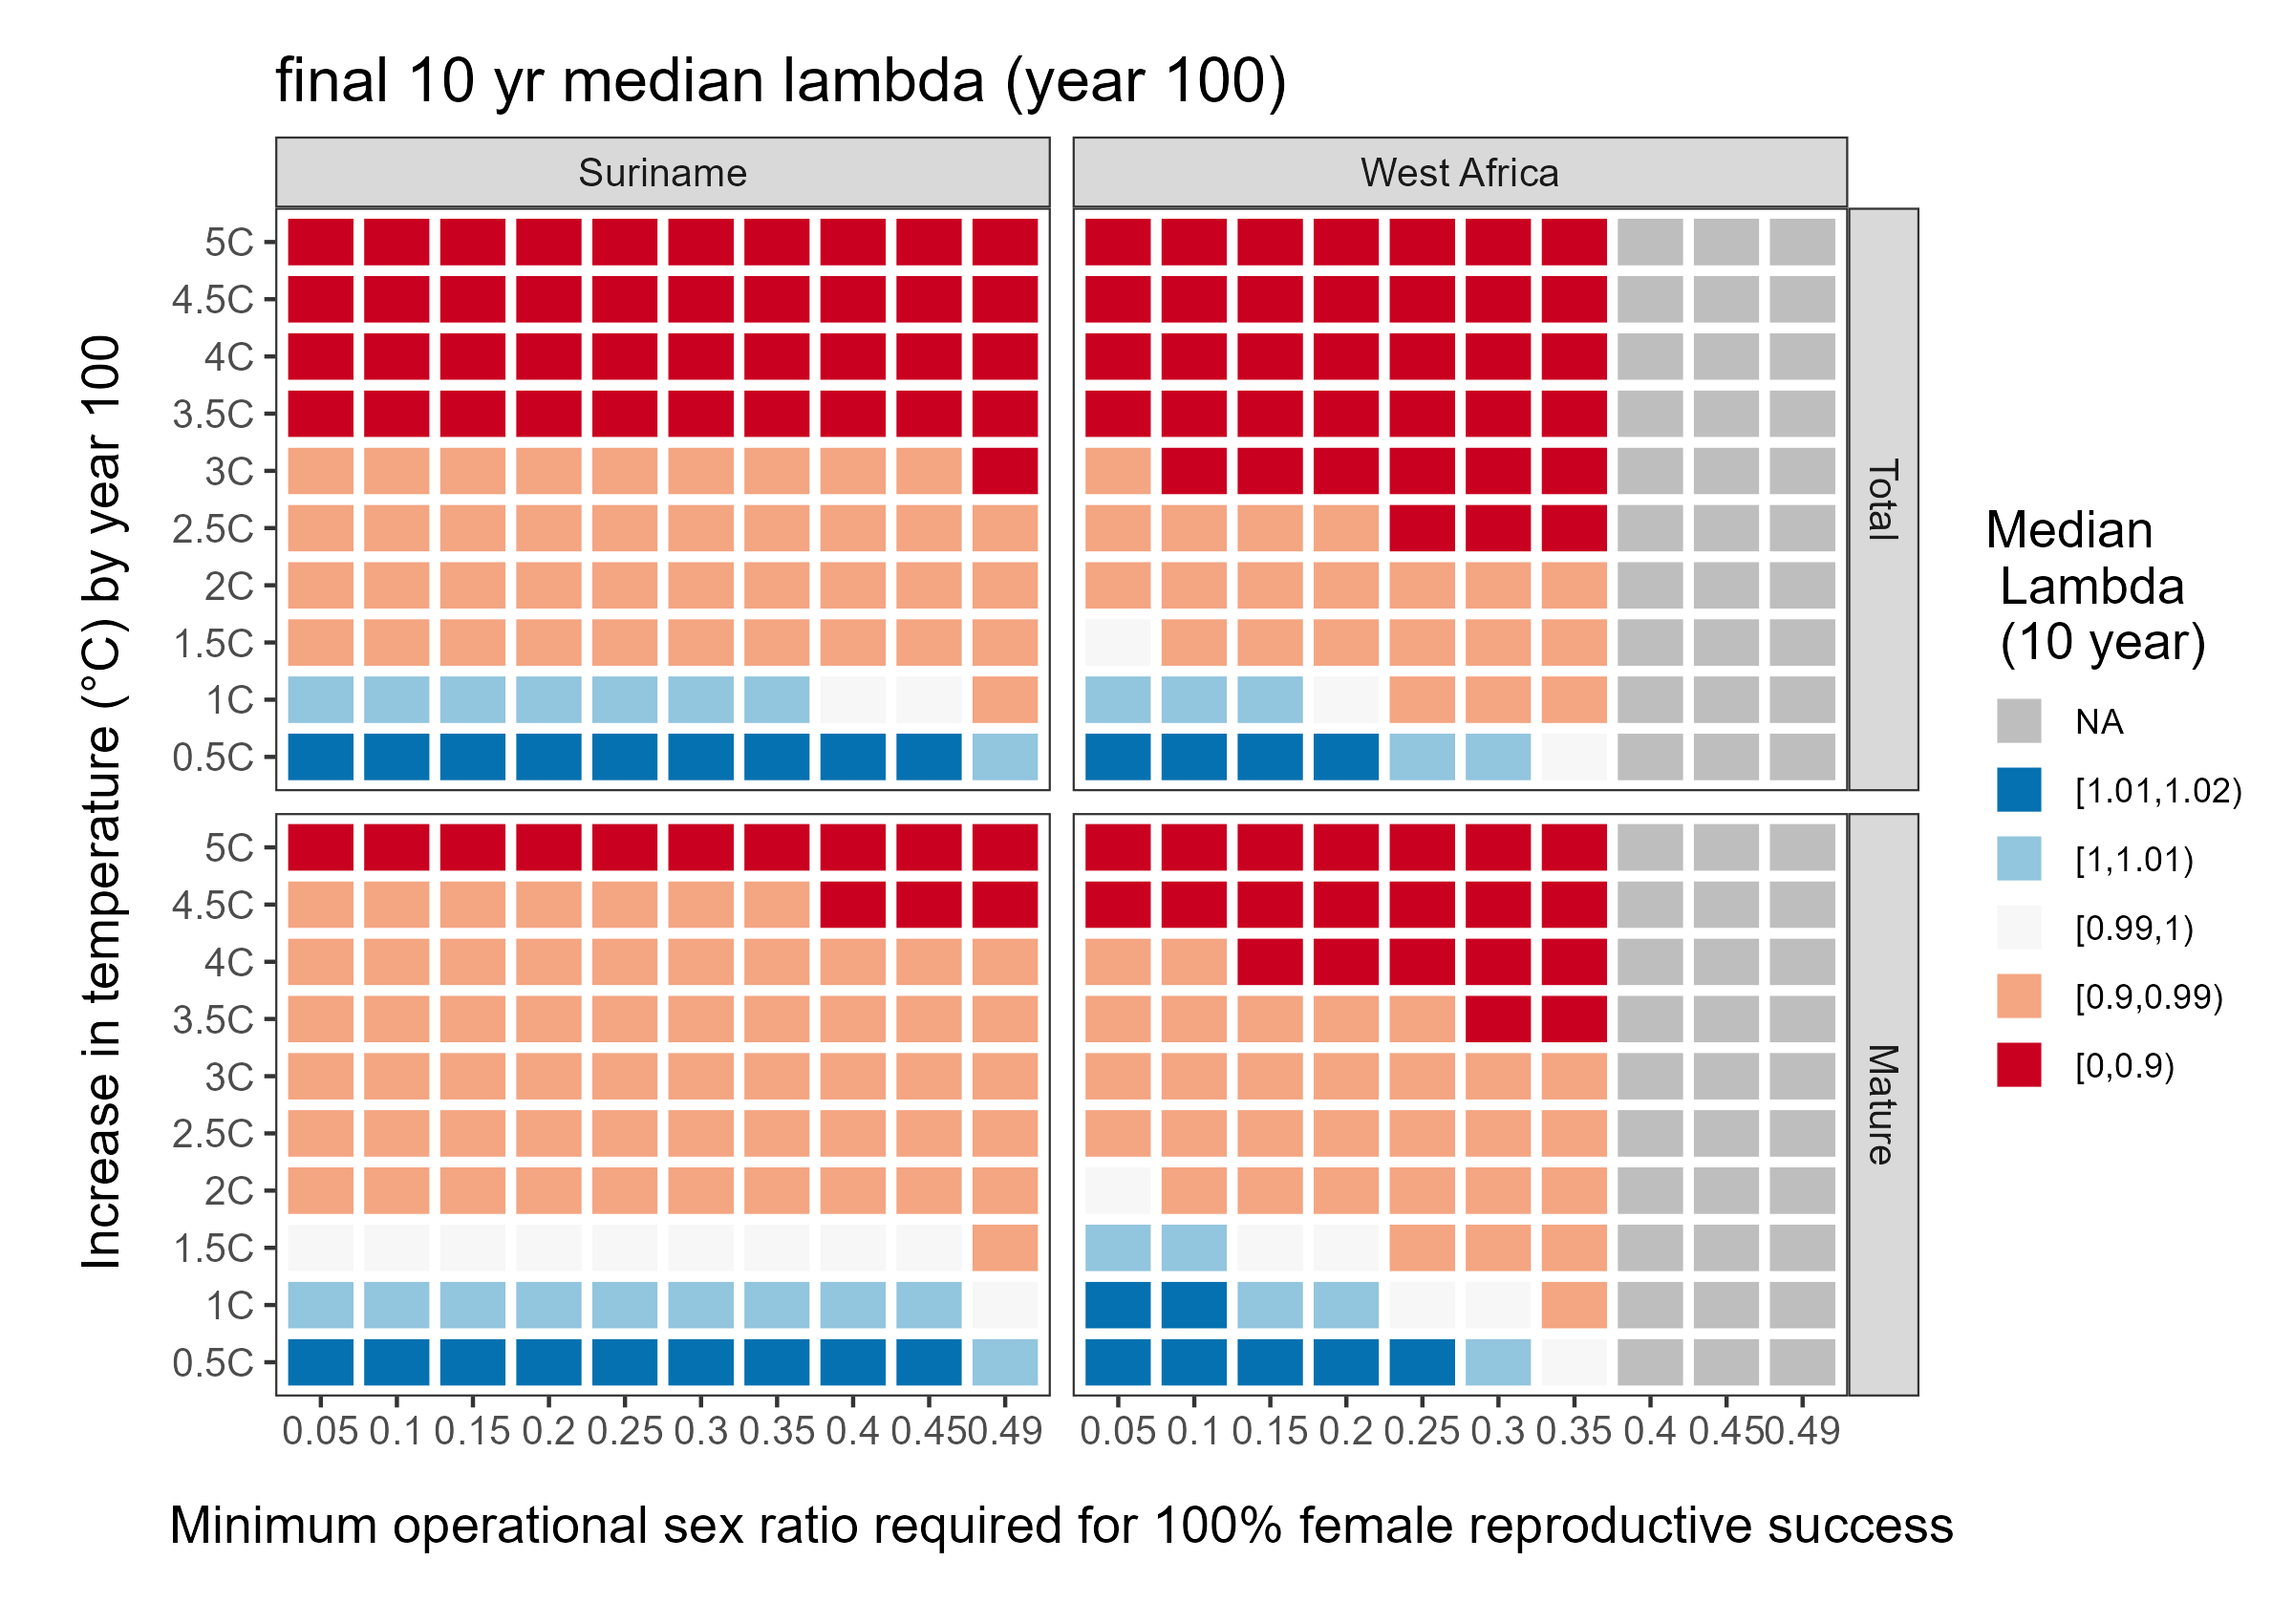 final 10 yr median lambda (year 100)
Suriname
West Africa
Increase in temperature (°C) by year 100
5C
4.5C
4C
3.5C
3C
2.5C
2C
1.5C
1C
0.5C
Total
5C
4.5C
4C
3.5C
3C
2.5C
2C
1.5C
1C
0.5C
Mature
0.05 0.1 0.15 0.2 0.25 0.3 0.35 0.4 0.45 0.49
0.05 0.1 0.15 0.2 0.25 0.3 0.35 0.4 0.45 0.49
Minimum operational sex ratio required for 100% female reproductive success
Median
Lambda
(10 year)
NA
[1.01,1.02)
[1,1.01)
[0.99,1)
[0.9,0.99)
[0,0.9)